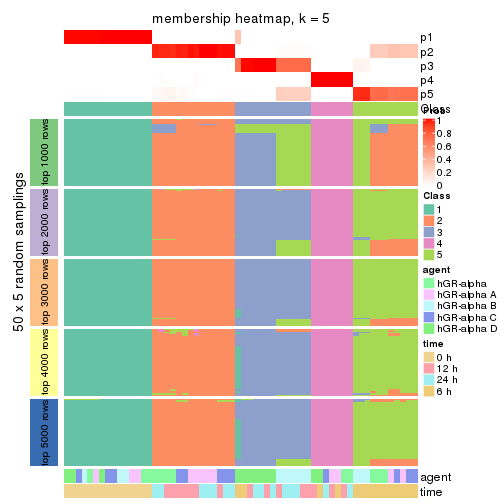 membership heatmap, k = 5
p1
p2
p3
p4
p5
Class
Prob
1
0.8
0.6
0.4
0.2
0
Class
1
2
3
4
5
agent
hGR-alpha
hGR-alpha A
hGR-alpha B
hGR-alpha C
hGR-alpha D
time
0 h
12 h
24 h
6 h
50 x 5 random samplings
top 1000 rows
top 2000 rows
top 3000 rows
top 4000 rows
top 5000 rows
agent
time